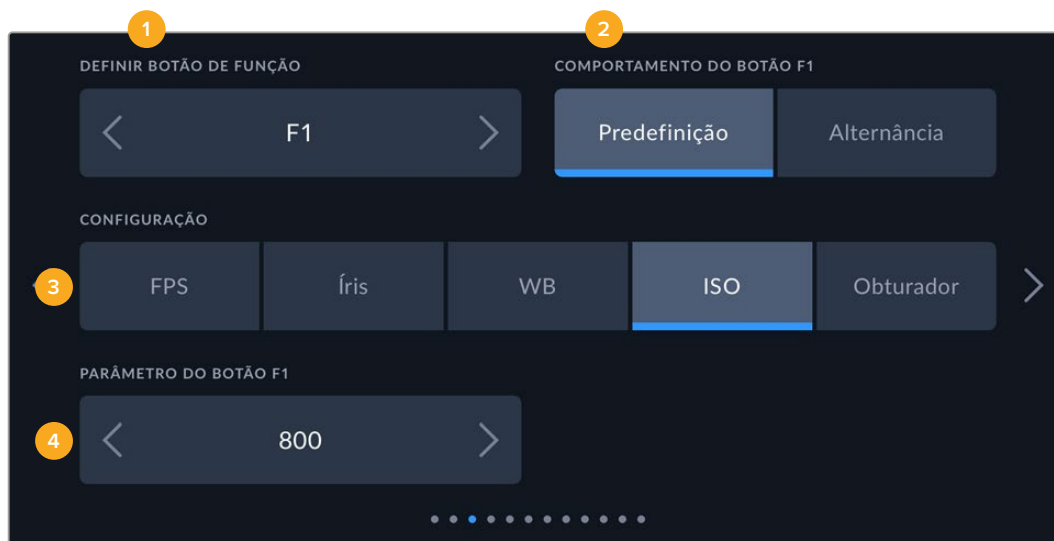 1 2
DEFINIR BOTÃO DE FUNÇÃO COMPORTAMENTO DO BOTÃO F1
F1 Predefinição Alternância
CONFIGURAÇÃO
3 FPS Íris WB ISO Obturador
PARÂMETRO DO BOTÃO F1
4 800